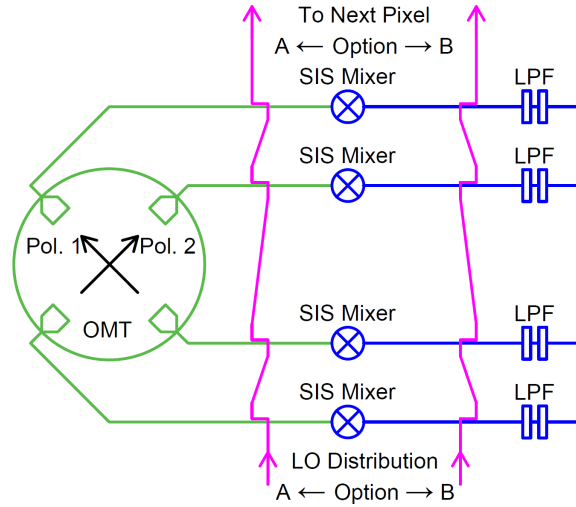 To Next Pixel
A ← Option → B
SIS Mixer
LPF
SIS Mixer
LPF
Pol. 1
Pol. 2
OMT
SIS Mixer
LPF
SIS Mixer
LPF
LO Distribution
A ← Option → B